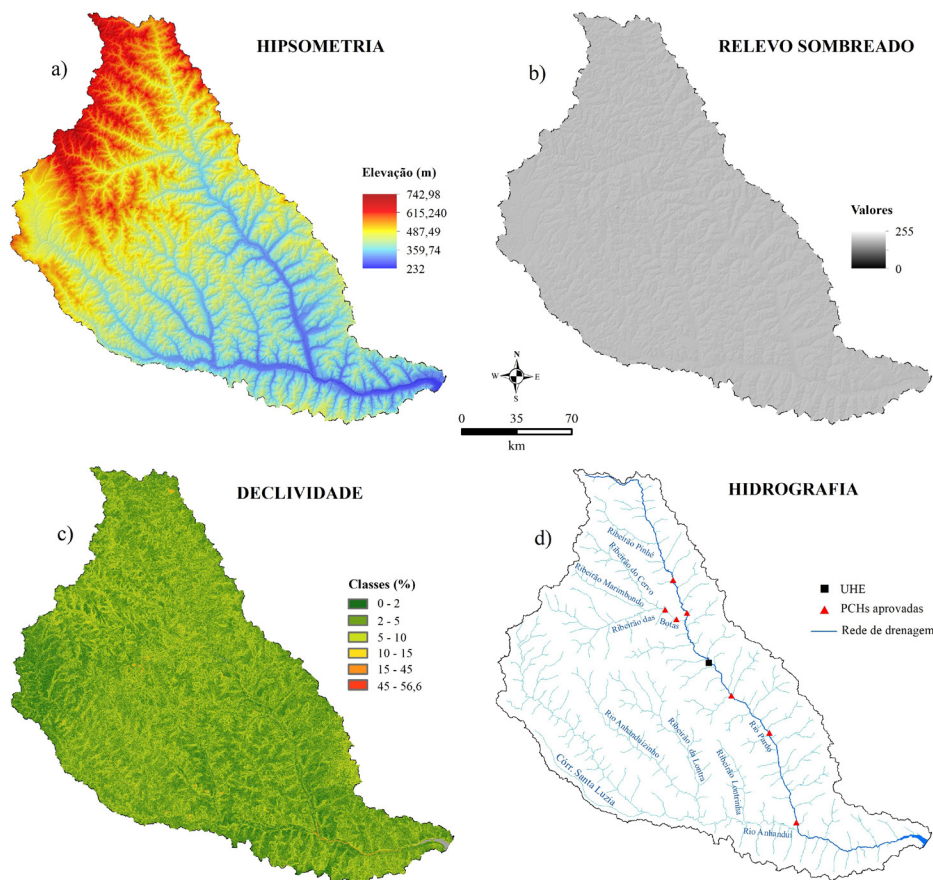 HIPSOMETRIA
a)
Elevação (m)
742,98
615,240
487,49
359,74
232
RELEVO SOMBREADO
b)
Valores
255
0
N
W E
S
0 35 70
km
DECLIVIDADE
c)
Classes (%)
0 - 2
2 - 5
5 - 10
10 - 15
15 - 45
45 - 56,6
HIDROGRAFIA
d)
Ribeirão Pinhé
Ribeirão do Cervo
Ribeirão Marimbondo
Ribeirão das Botas
Rio Pardo
Rio Anhanduizinho
Ribeirão da Lontra
Ribeirão Lontrinha
Córr. Santa Luzia
Rio Anhanduí
UHE
PCHs aprovadas
Rede de drenagem